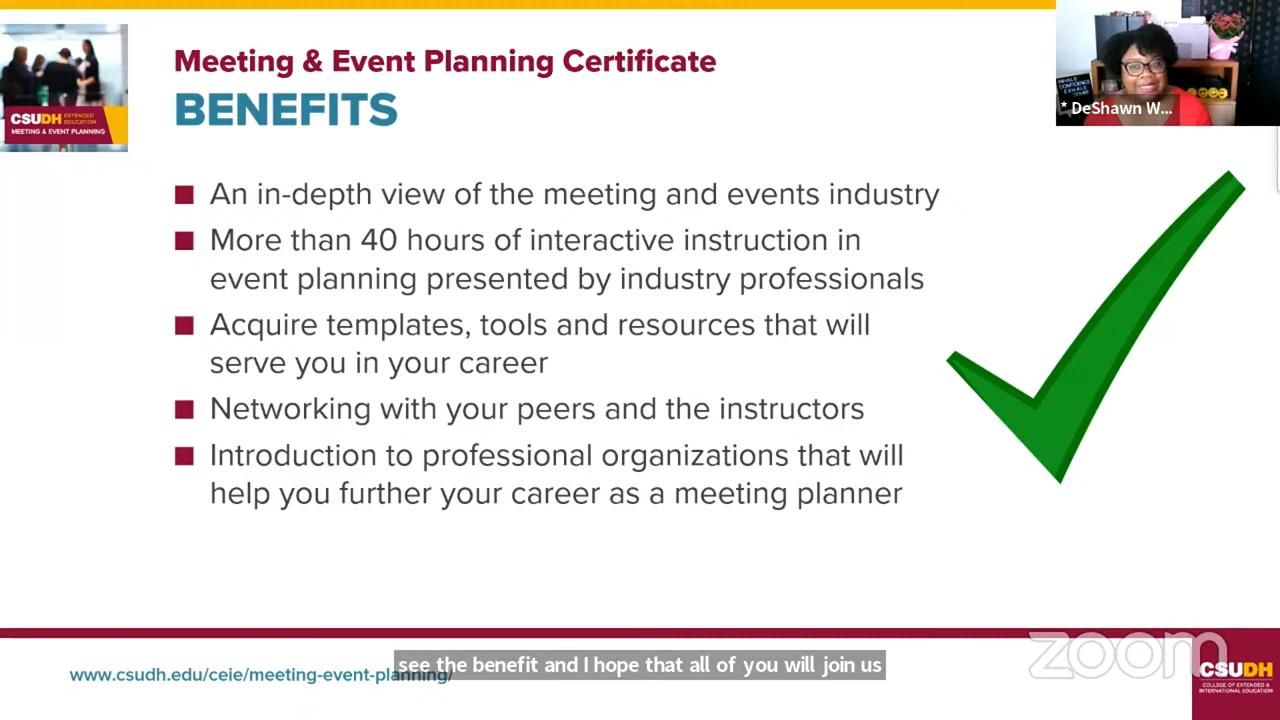 Meeting & Event Planning Certificate
BENEFITS
CSUDH EXTENDED EDUCATION
MEETING & EVENT PLANNING
INHALE
CONFIDENCE
EXHALE
DOUBT
* DeShawn W...
An in-depth view of the meeting and events industry
More than 40 hours of interactive instruction in
event planning presented by industry professionals
Acquire templates, tools and resources that will
serve you in your career
Networking with your peers and the instructors
Introduction to professional organizations that will
help you further your career as a meeting planner
www.csudh.edu/ceie/meeting-event-planning/
see the benefit and I hope that all of you will join us
zoom
CSUDH
COLLEGE OF EXTENDED &
INTERNATIONAL EDUCATION